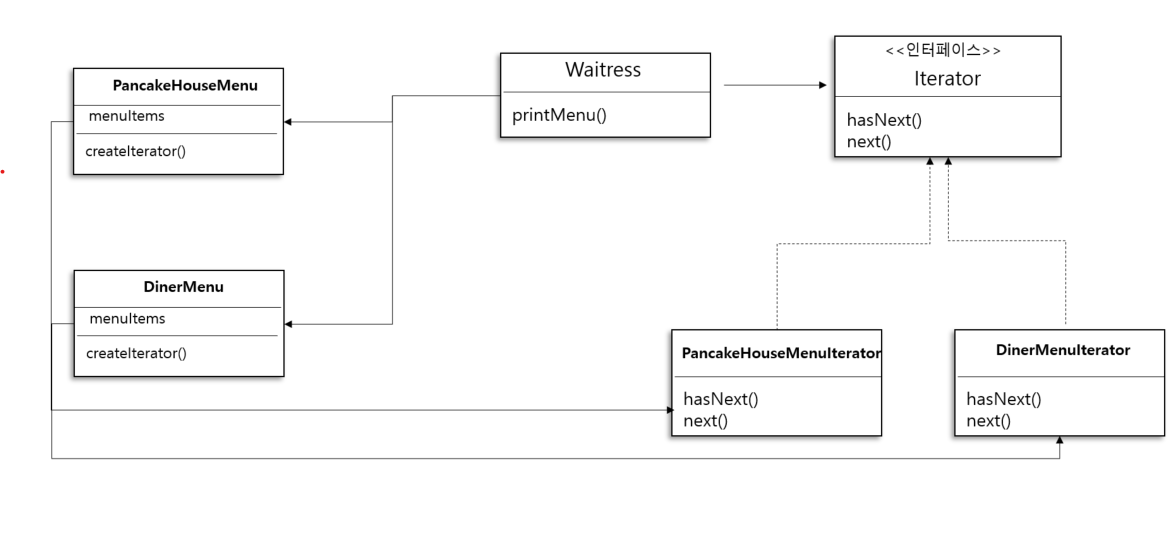 PancakeHouseMenu
menuItems
createIterator()
Waitress
printMenu()
<<인터페이스>>
Iterator
hasNext()
next()
DinerMenu
menuItems
createIterator()
PancakeHouseMenuIterator
hasNext()
next()
DinerMenuIterator
hasNext()
next()